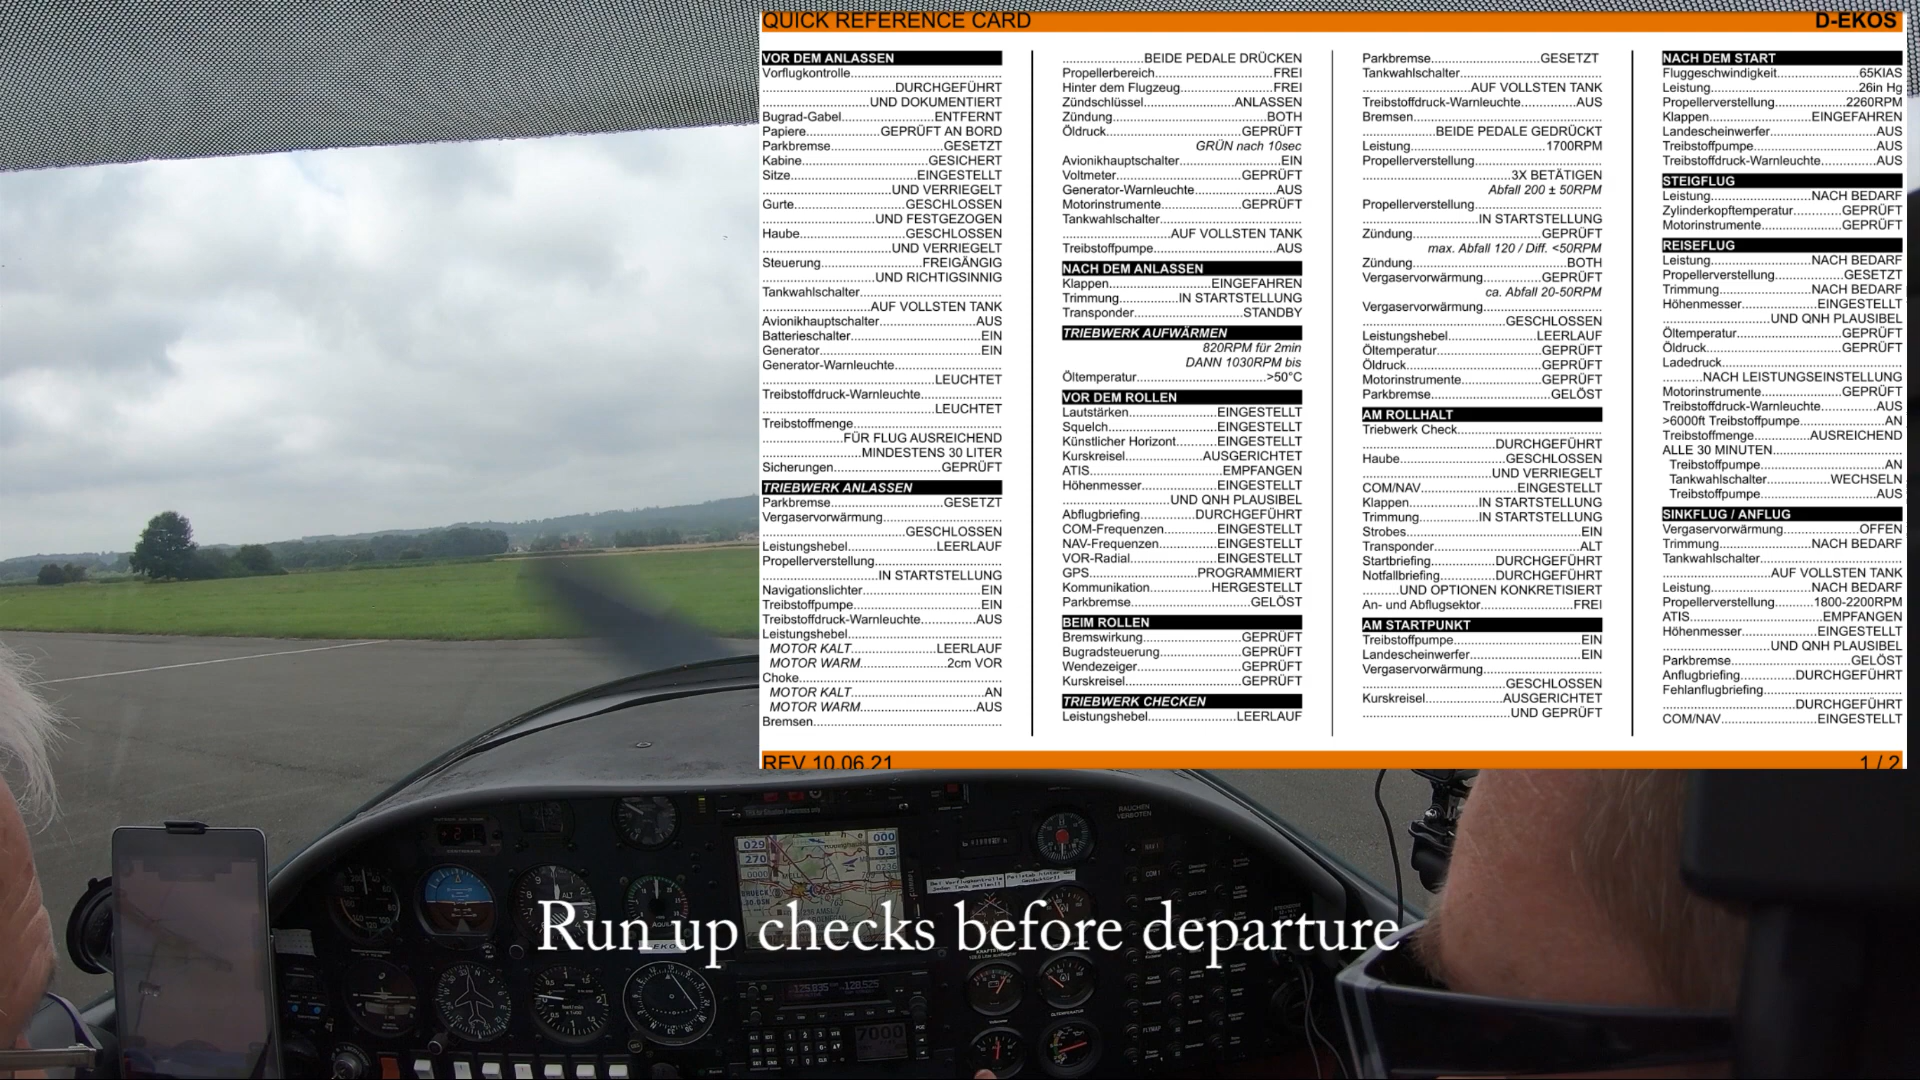 QUICK REFERENCE CARD
D-EKOS
VOR DEM ANLASSEN
Vorflugkontrolle
DURCHGEFÜHRT
UND DOKUMENTIERT
Bugrad-Gabel ENTFERNT
Papiere GEPRÜFT AN BORD
Parkbremse GESETZT
Kabine GESICHERT
Sitze EINGESTELLT
UND VERRIEGELT
Gurte GESCHLOSSEN
UND FESTGEZOGEN
Haube GESCHLOSSEN
UND VERRIEGELT
Steuerung FREIGÄNGIG
UND RICHTIGSINNIG
Tankwahlschalter
AUF VOLLSTEN TANK
Avionikhauptschalter AUS
Batterieschalter EIN
Generator EIN
Generator-Warnleuchte
LEUCHTET
Treibstoffdruck-Warnleuchte
LEUCHTET
Treibstoffmenge
FÜR FLUG AUSREICHEND
MINDESTENS 30 LITER
Sicherungen GEPRÜFT
TRIEBWERK ANLASSEN
Parkbremse GESETZT
Vergaservorwärmung
GESCHLOSSEN
Leistungshebel LEERLAUF
Propellerverstellung
IN STARTSTELLUNG
Navigationslichter EIN
Treibstoffpumpe EIN
Treibstoffdruck-Warnleuchte AUS
Leistungshebel
MOTOR KALT LEERLAUF
MOTOR WARM 2cm VOR
Choke
MOTOR KALT AN
MOTOR WARM AUS
Bremsen
BEIDE PEDALE DRÜCKEN
Propellerbereich FREI
Hinter dem Flugzeug FREI
Zündschlüssel ANLASSEN
Zündung BOTH
Öldruck GEPRÜFT
GRÜN nach 10sec
Avionikhauptschalter EIN
Voltmeter GEPRÜFT
Generator-Warnleuchte AUS
Motorinstrumente GEPRÜFT
Tankwahlschalter
AUF VOLLSTEN TANK
Treibstoffpumpe AUS
NACH DEM ANLASSEN
Klappen EINGEFAHREN
Trimmung IN STARTSTELLUNG
Transponder STANDBY
TRIEBWERK AUFWÄRMEN
820RPM für 2min
DANN 1030RPM bis
Öltemperatur >50°C
VOR DEM ROLLEN
Lautstärken EINGESTELLT
Squelch EINGESTELLT
Künstlicher Horizont EINGESTELLT
Kurskreisel AUSGERICHTET
ATIS EMPFANGEN
Höhenmesser EINGESTELLT
UND QNH PLAUSIBEL
Abflugbriefing DURCHGEFÜHRT
COM-Frequenzen EINGESTELLT
NAV-Frequenzen EINGESTELLT
VOR-Radial EINGESTELLT
GPS PROGRAMMIERT
Kommunikation HERGESTELLT
Parkbremse GELÖST
BEIM ROLLEN
Bremswirkung GEPRÜFT
Bugradsteuerung GEPRÜFT
Wendezeiger GEPRÜFT
Kurskreisel GEPRÜFT
TRIEBWERK CHECKEN
Leistungshebel LEERLAUF
Parkbremse GESETZT
Tankwahlschalter
AUF VOLLSTEN TANK
Treibstoffdruck-Warnleuchte AUS
Bremsen
BEIDE PEDALE GEDRÜCKT
Leistung 1700RPM
Propellerverstellung
3X BETÄTIGEN
Abfall 200 ± 50RPM
Propellerverstellung
IN STARTSTELLUNG
Zündung GEPRÜFT
max. Abfall 120 / Diff. <50RPM
Zündung BOTH
Vergaservorwärmung GEPRÜFT
ca. Abfall 20-50RPM
Vergaservorwärmung
GESCHLOSSEN
Leistungshebel LEERLAUF
Öltemperatur GEPRÜFT
Öldruck GEPRÜFT
Motorinstrumente GEPRÜFT
Parkbremse GELÖST
AM ROLLHALT
Triebwerk Check
DURCHGEFÜHRT
Haube GESCHLOSSEN
UND VERRIEGELT
COM/NAV EINGESTELLT
Klappen IN STARTSTELLUNG
Trimmung IN STARTSTELLUNG
Strobes EIN
Transponder ALT
Startbriefing DURCHGEFÜHRT
Notfallbriefing DURCHGEFÜHRT
UND OPTIONEN KONKRETISIERT
An- und Abflugsektor FREI
AM STARTPUNKT
Treibstoffpumpe EIN
Landescheinwerfer EIN
Vergaservorwärmung
GESCHLOSSEN
Kurskreisel AUSGERICHTET
UND GEPRÜFT
NACH DEM START
Fluggeschwindigkeit 65KIAS
Leistung 26in Hg
Propellerverstellung 2260RPM
Klappen EINGEFAHREN
Landescheinwerfer AUS
Treibstoffpumpe AUS
Treibstoffdruck-Warnleuchte AUS
STEIGFLUG
Leistung NACH BEDARF
Zylinderkopftemperatur GEPRÜFT
Motorinstrumente GEPRÜFT
REISEFLUG
Leistung NACH BEDARF
Propellerverstellung GESETZT
Trimmung NACH BEDARF
Höhenmesser EINGESTELLT
UND QNH PLAUSIBEL
Öltemperatur GEPRÜFT
Öldruck GEPRÜFT
Ladedruck
NACH LEISTUNGSEINSTELLUNG
Motorinstrumente GEPRÜFT
Treibstoffdruck-Warnleuchte AUS
>6000ft Treibstoffpumpe AN
Treibstoffmenge AUSREICHEND
ALLE 30 MINUTEN
Treibstoffpumpe AN
Tankwahlschalter WECHSELN
Treibstoffpumpe AUS
SINKFLUG / ANFLUG
Vergaservorwärmung OFFEN
Trimmung NACH BEDARF
Tankwahlschalter
AUF VOLLSTEN TANK
Leistung NACH BEDARF
Propellerverstellung 1800-2200RPM
ATIS EMPFANGEN
Höhenmesser EINGESTELLT
UND QNH PLAUSIBEL
Parkbremse GELÖST
Anflugbriefing DURCHGEFÜHRT
Fehlanflugbriefing
DURCHGEFÜHRT
COM/NAV EINGESTELLT
REV 10.06.21
1 / 2
RAUCHEN
VERBOTEN
029
270
000
0.3
ALT
COM 1
Run up checks before departure
125.835
128.525
7000
FLYMAP